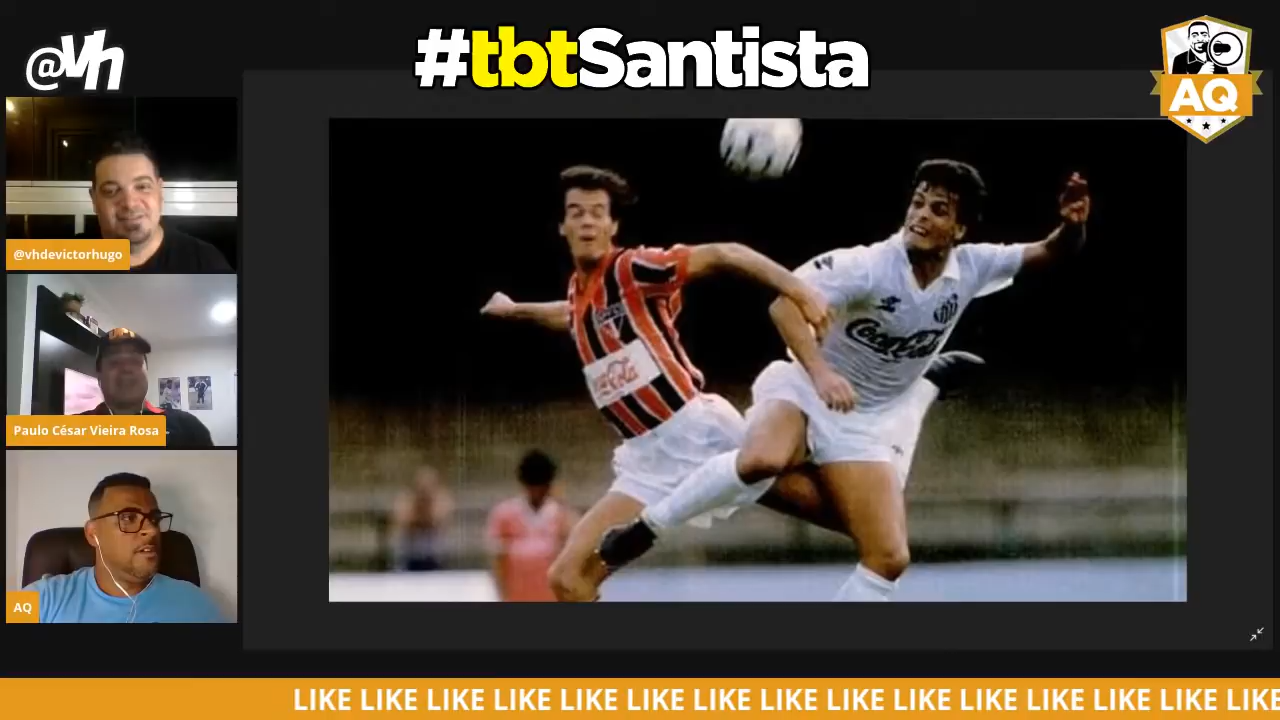 @vh
#tbtSantista
AQ
@vhdevictorhugo
Paulo César Vieira Rosa
AQ
Coca-Cola
Coca-Cola
LIKE LIKE LIKE LIKE LIKE LIKE LIKE LIKE LIKE LIKE LIKE LIKE LIKE LIKE LIKE